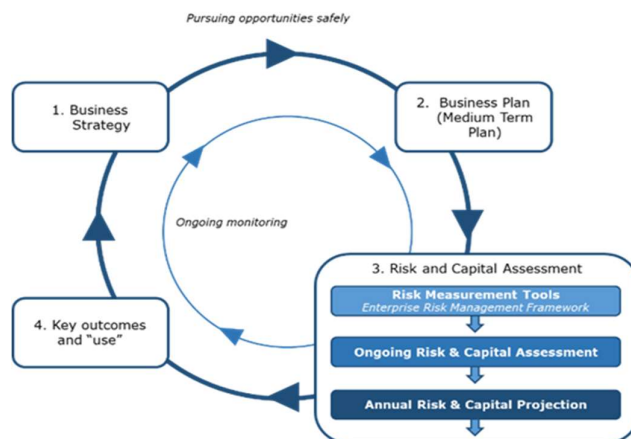 Pursuing opportunities safely
1. Business
Strategy
2. Business Plan
(Medium Term
Plan)
Ongoing monitoring
3. Risk and Capital Assessment
Risk Measurement Tools
Enterprise Risk Management Framework
Ongoing Risk & Capital Assessment
Annual Risk & Capital Projection
4. Key outcomes
and “use”